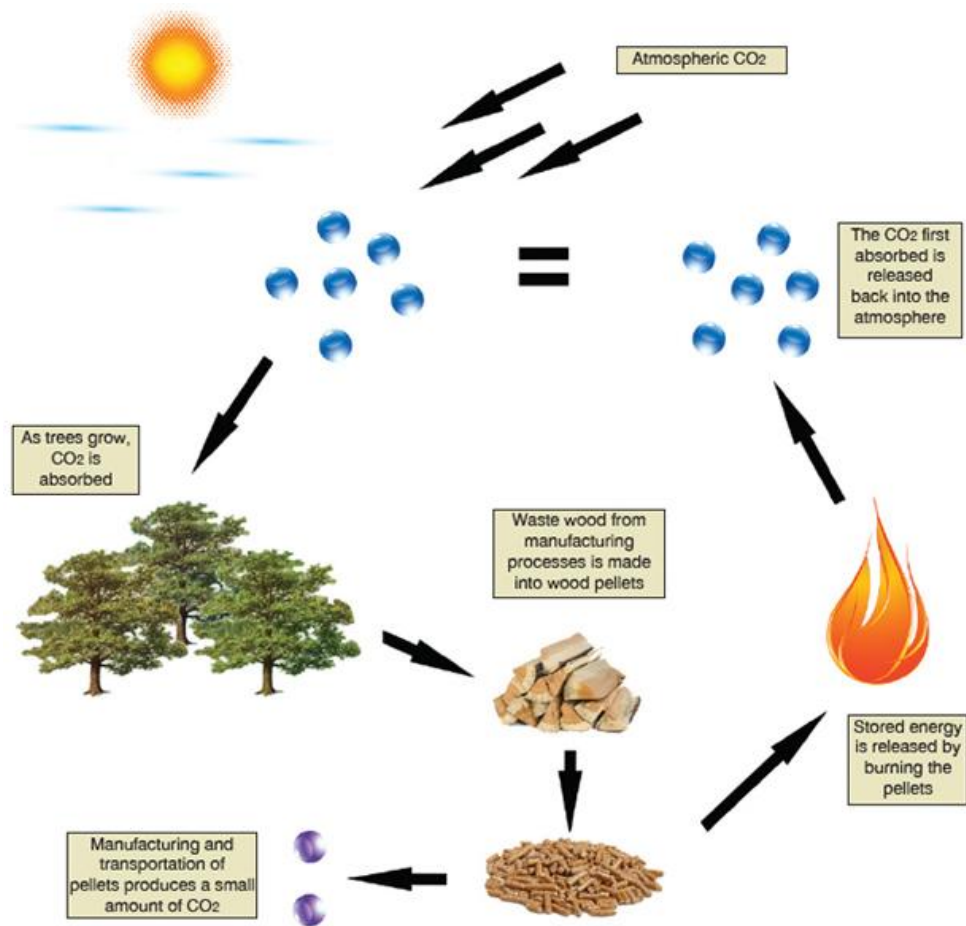 Atmospheric CO2
The CO2 first
absorbed is
released
back into the
atmosphere
As trees grow,
CO2 is
absorbed
Waste wood from
manufacturing
processes is made
into wood pellets
Stored energy
is released by
burning the
pellets
Manufacturing and
transportation of
pellets produces a small
amount of CO2